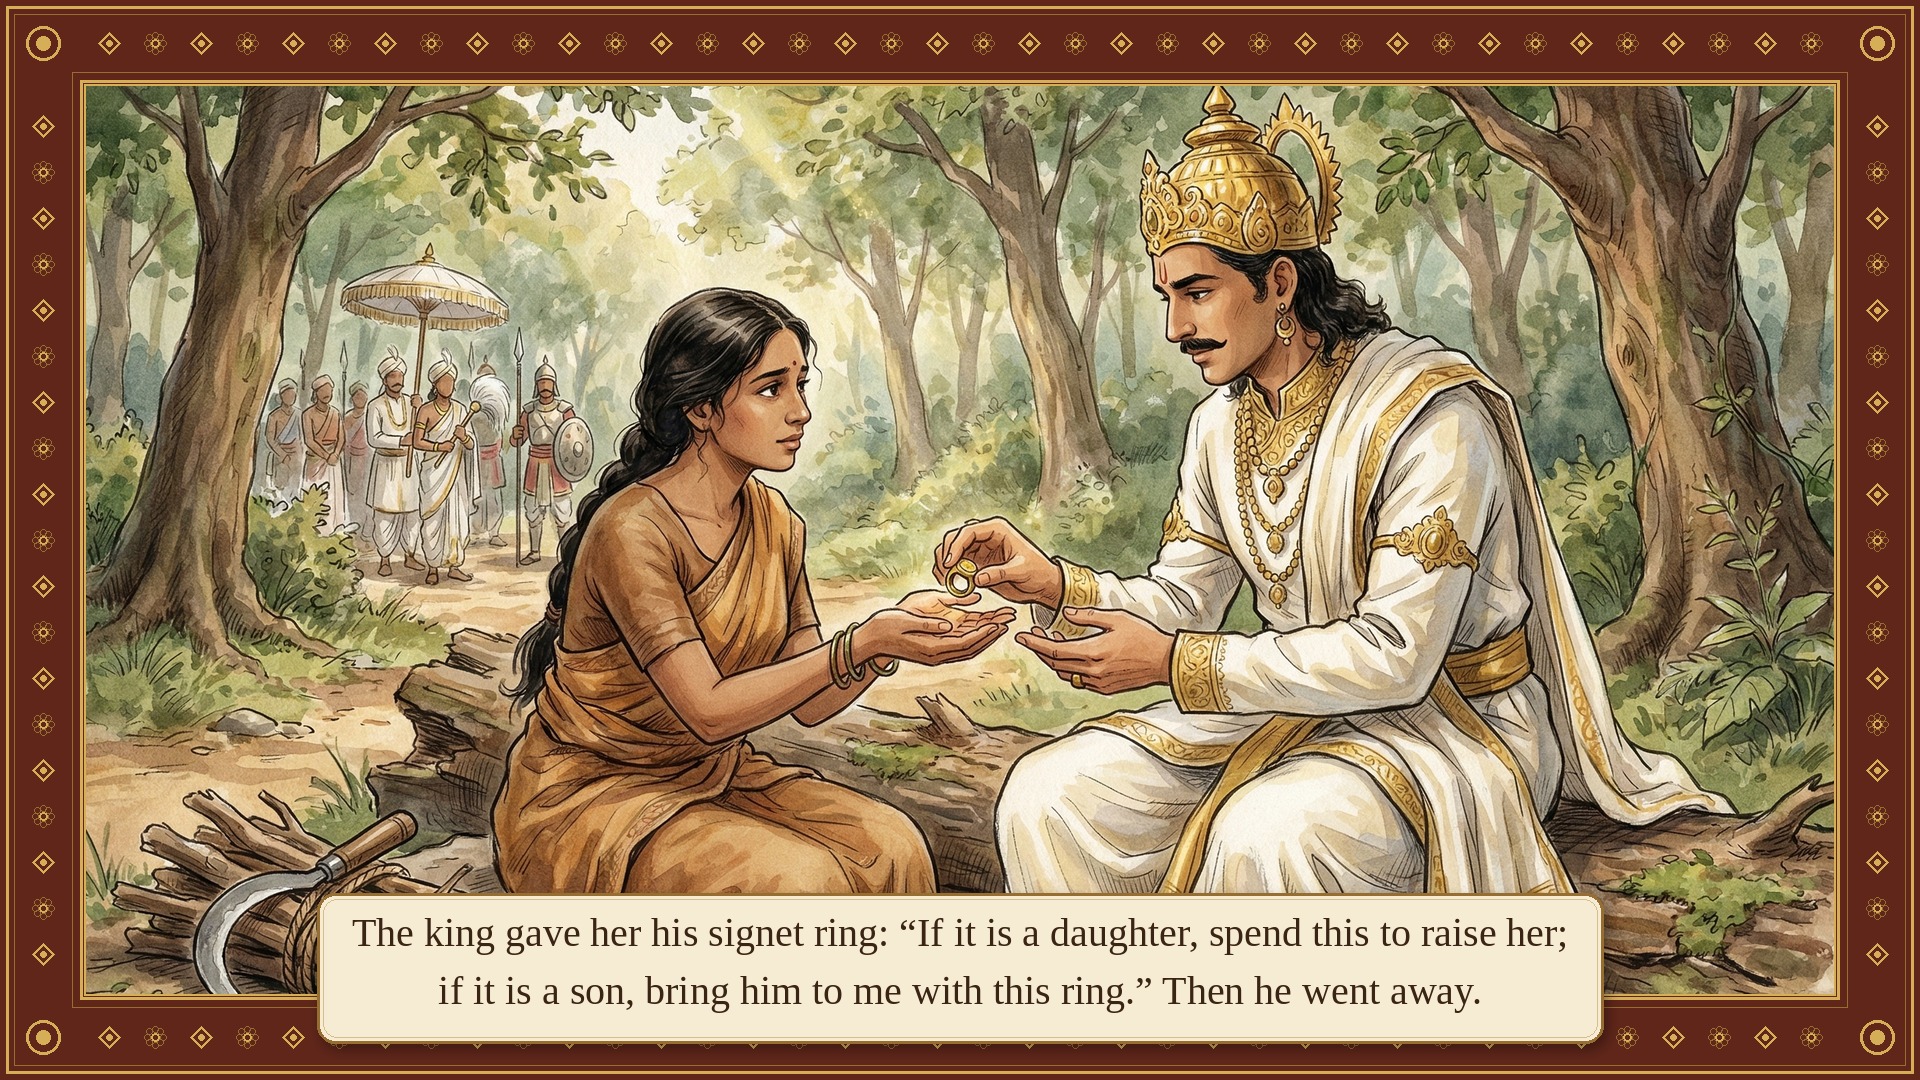 The king gave her his signet ring: “If it is a daughter, spend this to raise her;
if it is a son, bring him to me with this ring.” Then he went away.